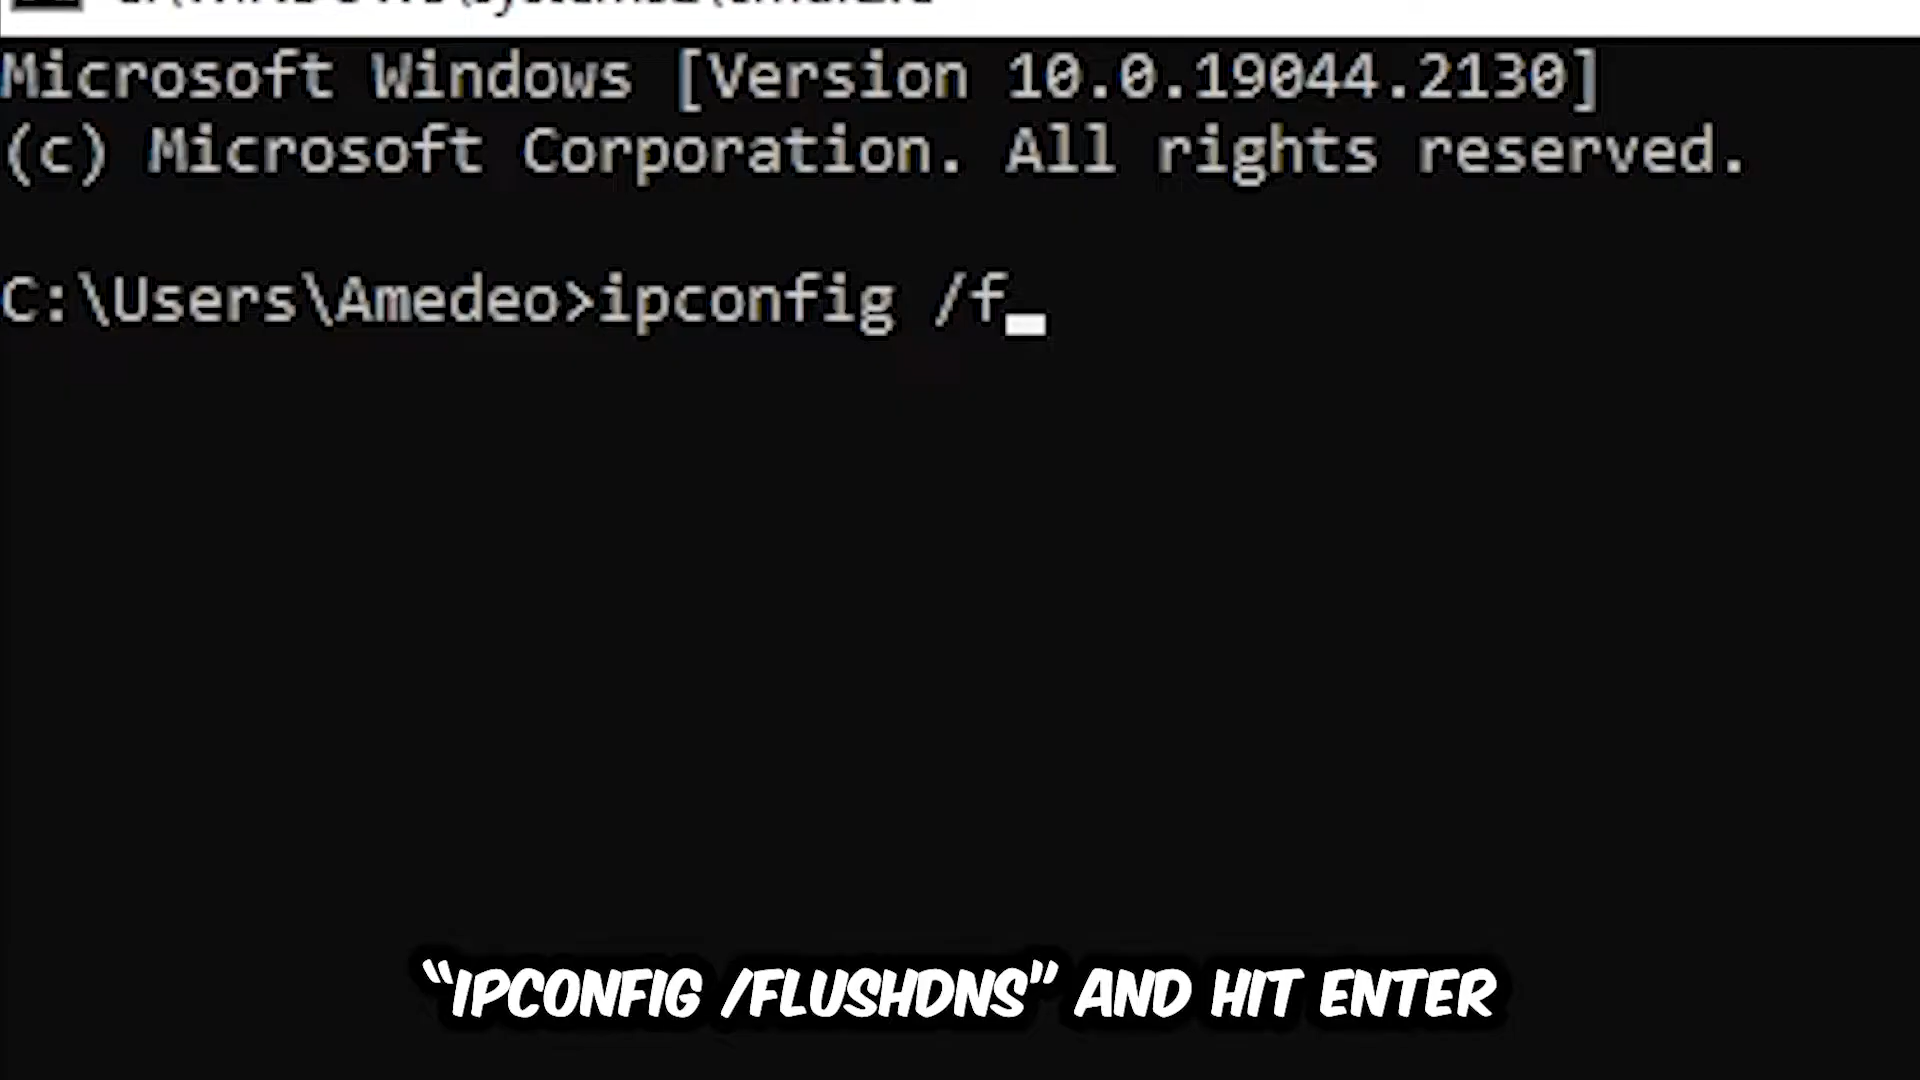 Microsoft Windows [Version 10.0.19044.2130]
(c) Microsoft Corporation. All rights reserved.
C:\Users\Amedeo>ipconfig /f_
“IPCONFIG /FLUSHDNS” AND HIT ENTER